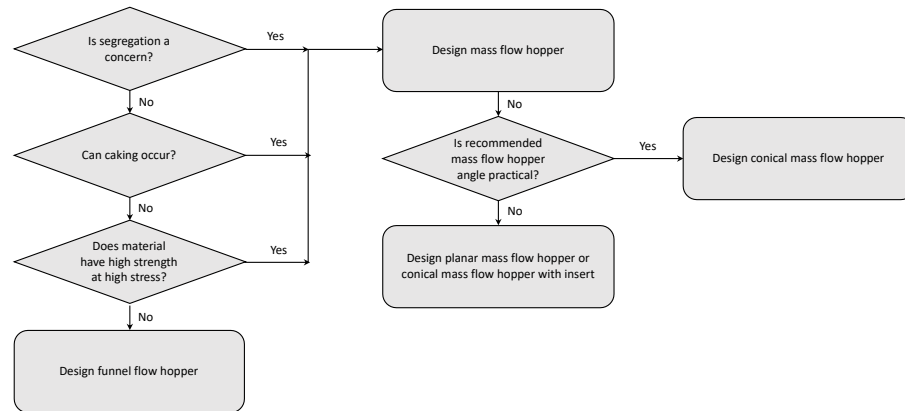 Is segregation a
concern?
Yes
Design mass flow hopper
No
No
Can caking occur?
Yes
Is recommended
mass flow hopper
angle practical?
Yes
Design conical mass flow hopper
No
No
Does material
have high strength
at high stress?
Yes
Design planar mass flow hopper or
conical mass flow hopper with insert
No
Design funnel flow hopper